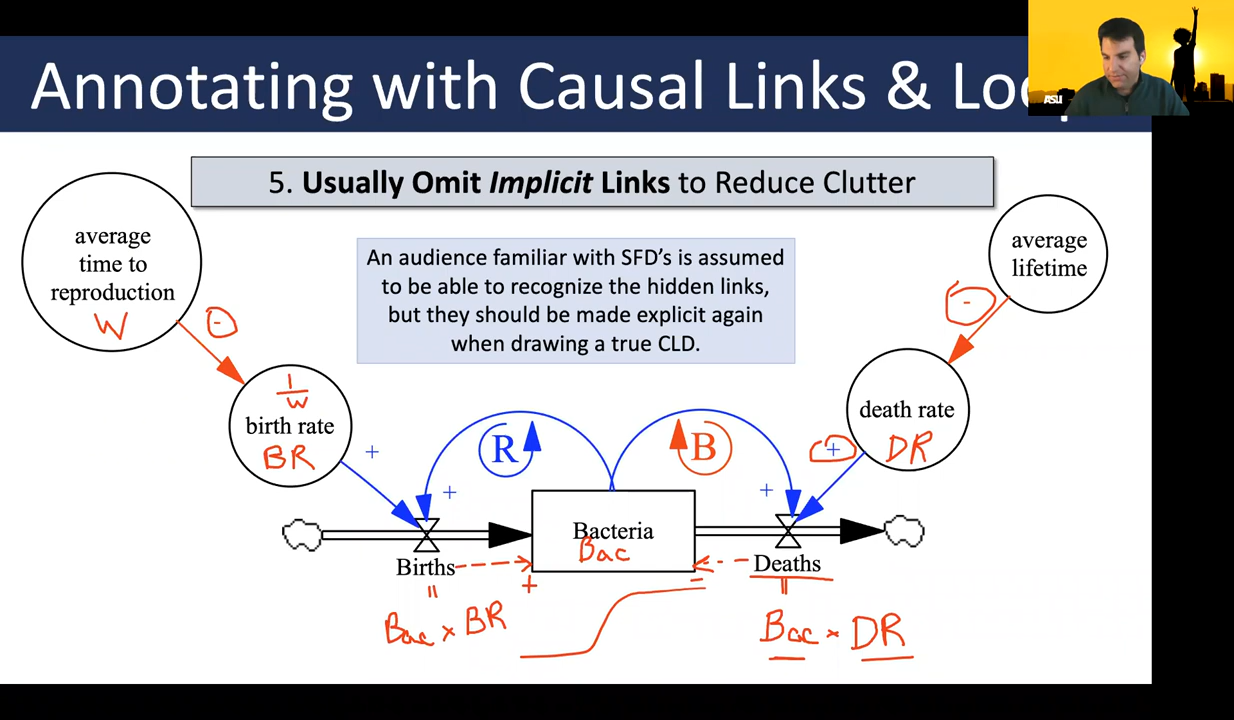 Annotating with Causal Links & Loop
ASU
5. Usually Omit Implicit Links to Reduce Clutter
An audience familiar with SFD's is assumed
to be able to recognize the hidden links,
but they should be made explicit again
when drawing a true CLD.
average
time to
reproduction
W
-
average
lifetime
-
1
W
birth rate
BR
+
death rate
DR
+
R
B
+
+
Bacteria
Bac
Births
+
Deaths
-
=
Bac × BR
=
Bac × DR